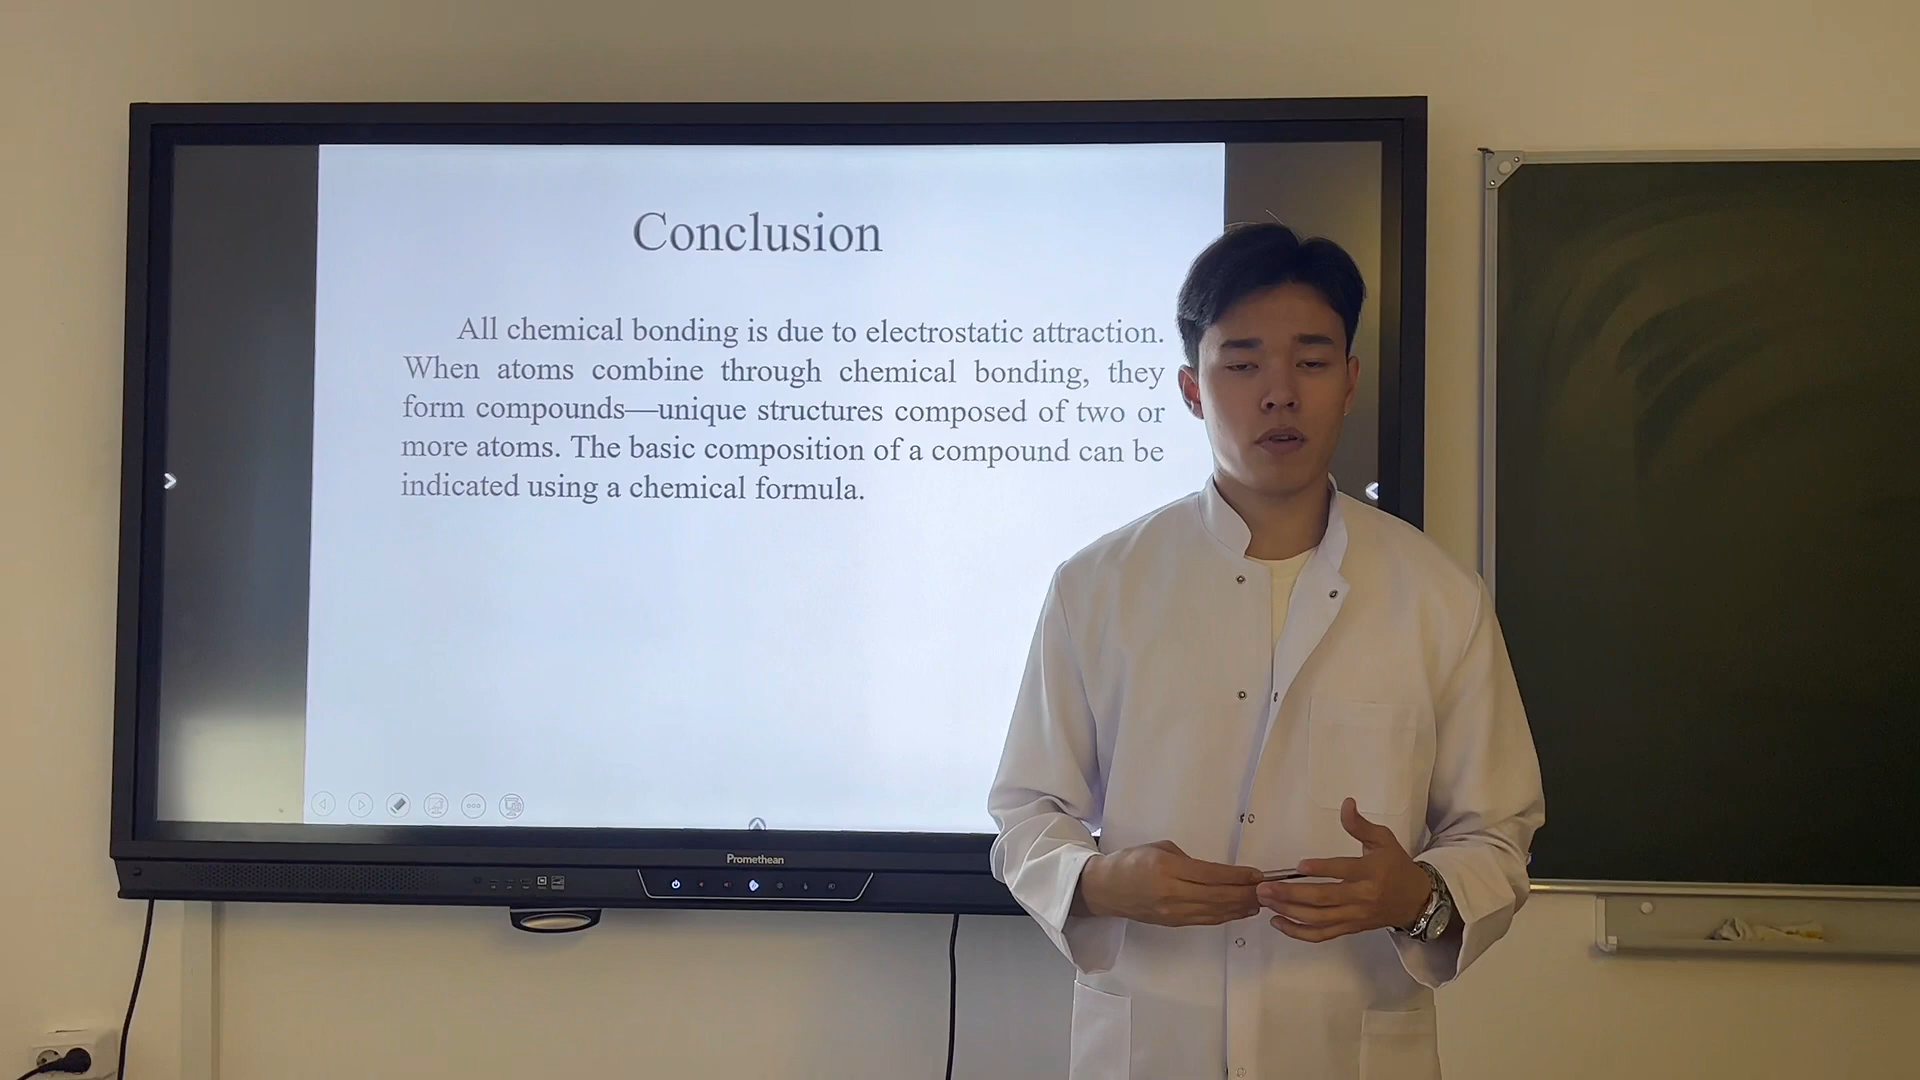 Conclusion
All chemical bonding is due to electrostatic attraction.
When atoms combine through chemical bonding, they
form compounds—unique structures composed of two or
more atoms. The basic composition of a compound can be
indicated using a chemical formula.
Promethean